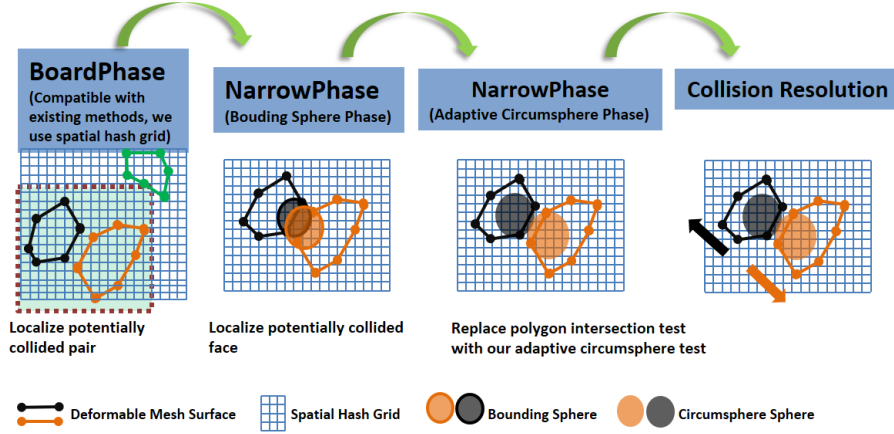 BoardPhase
(Compatible with
existing methods, we
use spatial hash grid)
NarrowPhase
(Bouding Sphere Phase)
NarrowPhase
(Adaptive Circumsphere Phase)
Collision Resolution
Localize potentially
collided pair
Localize potentially collided
face
Replace polygon intersection test
with our adaptive circumsphere test
Deformable Mesh Surface
Spatial Hash Grid
Bounding Sphere
Circumsphere Sphere